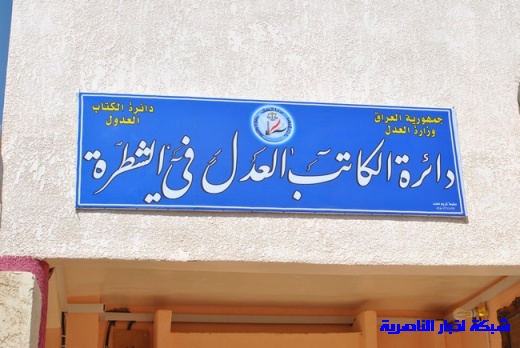 جمهورية العراق
وزارة العدل
دائرة الكتاب
العدول
دائرة الكاتب العدل في الشطرة
شبكة اخبار الناصرية